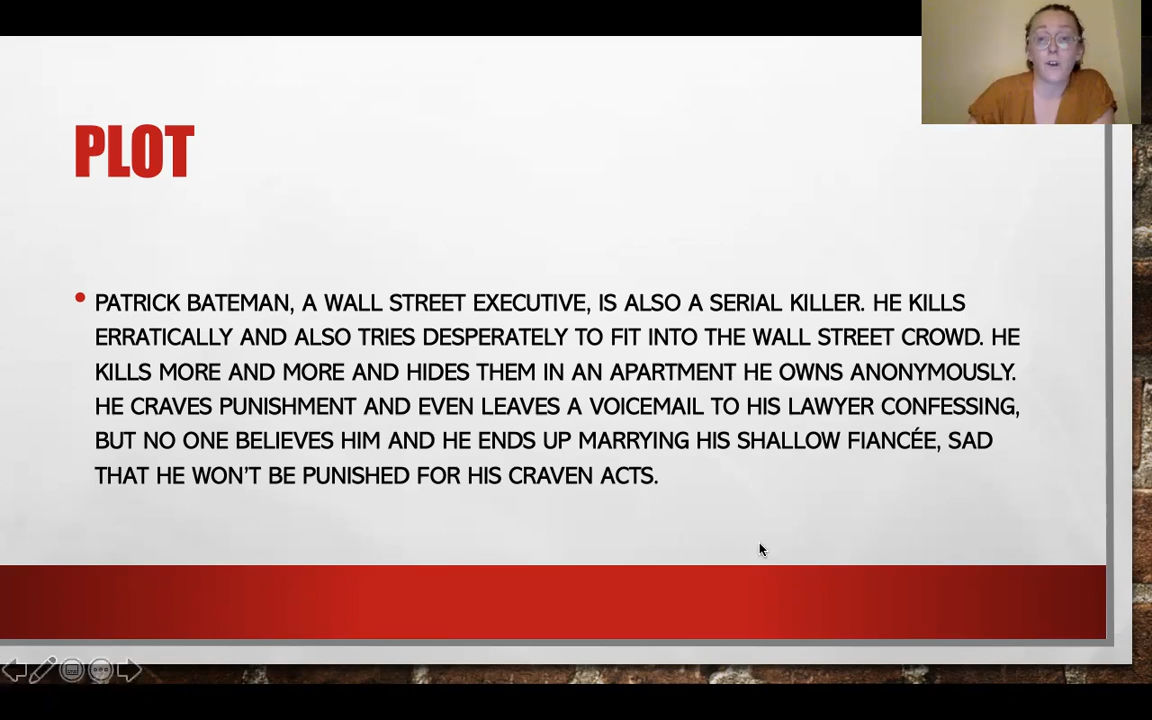 PLOT
• PATRICK BATEMAN, A WALL STREET EXECUTIVE, IS ALSO A SERIAL KILLER. HE KILLS
ERRATICALLY AND ALSO TRIES DESPERATELY TO FIT INTO THE WALL STREET CROWD. HE
KILLS MORE AND MORE AND HIDES THEM IN AN APARTMENT HE OWNS ANONYMOUSLY.
HE CRAVES PUNISHMENT AND EVEN LEAVES A VOICEMAIL TO HIS LAWYER CONFESSING,
BUT NO ONE BELIEVES HIM AND HE ENDS UP MARRYING HIS SHALLOW FIANCÉE, SAD
THAT HE WON'T BE PUNISHED FOR HIS CRAVEN ACTS.